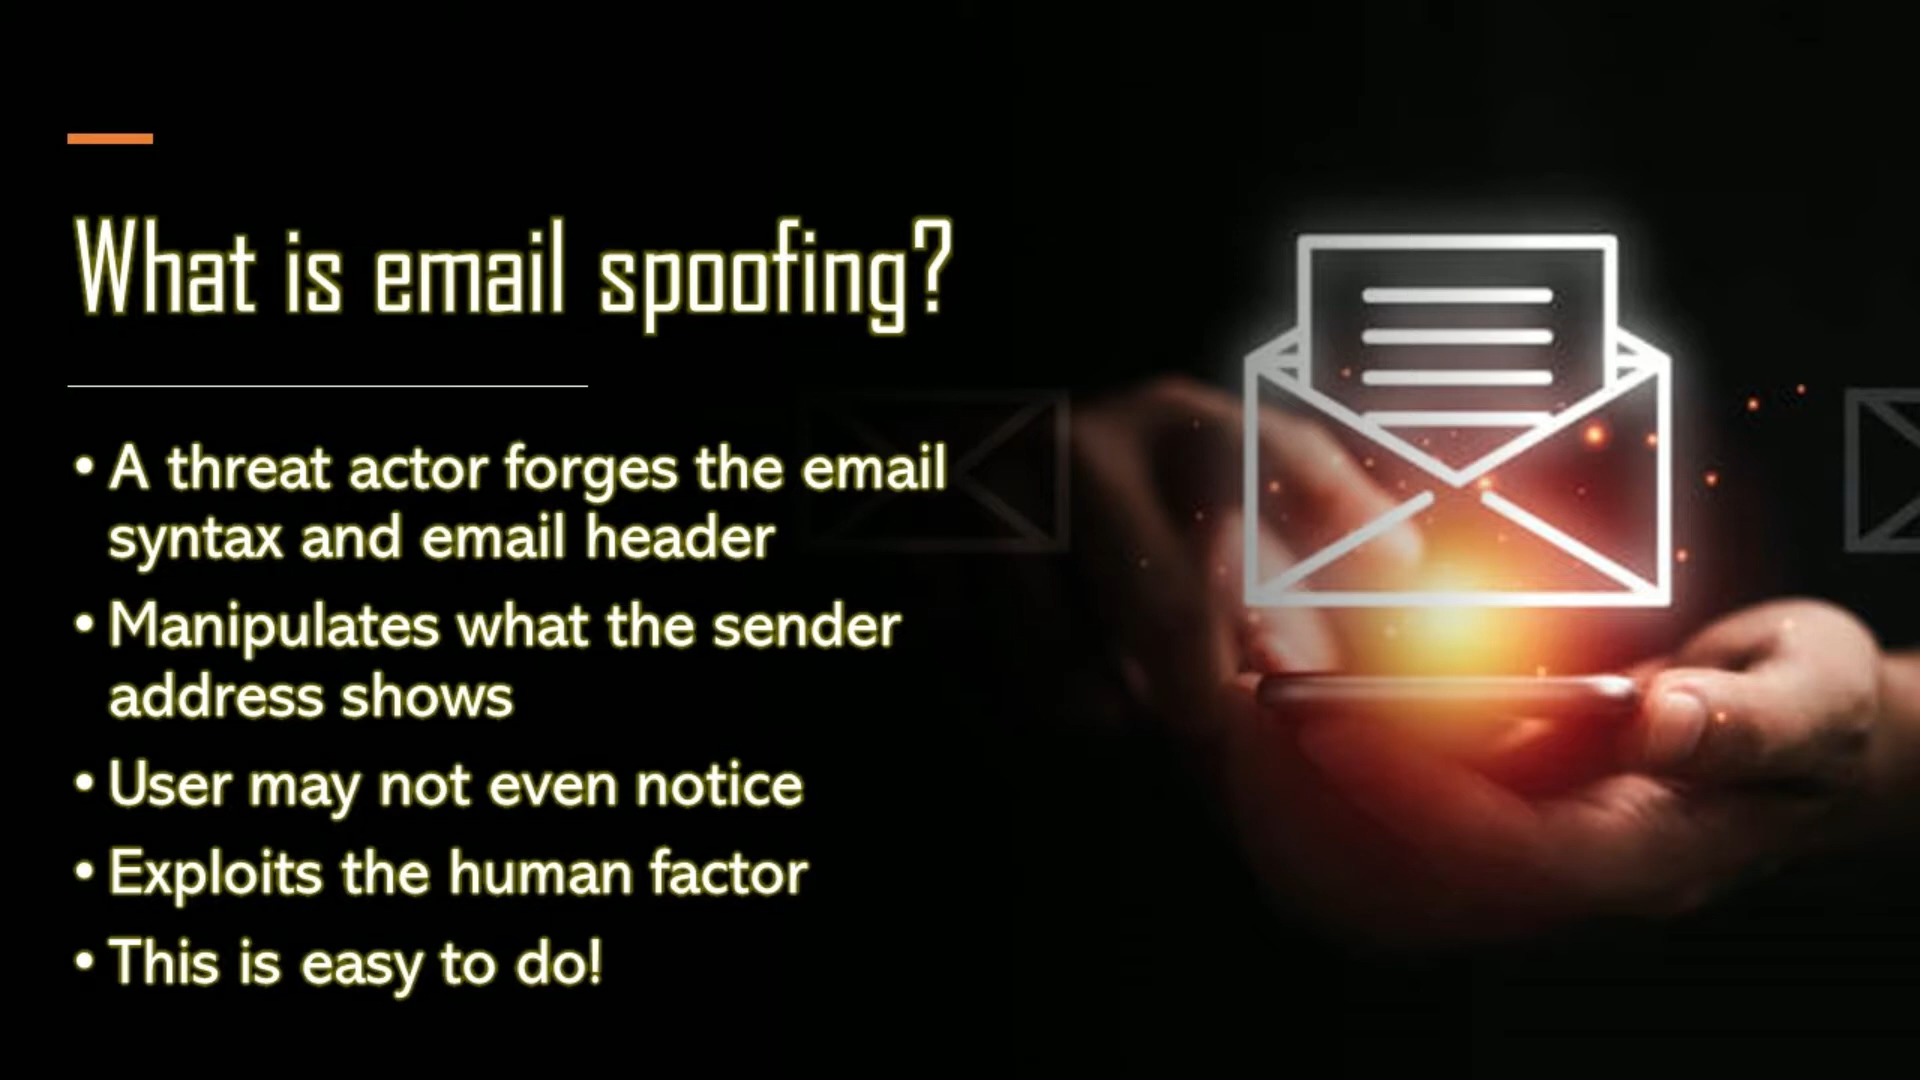 What is email spoofing?
• A threat actor forges the email
syntax and email header
• Manipulates what the sender
address shows
• User may not even notice
• Exploits the human factor
• This is easy to do!